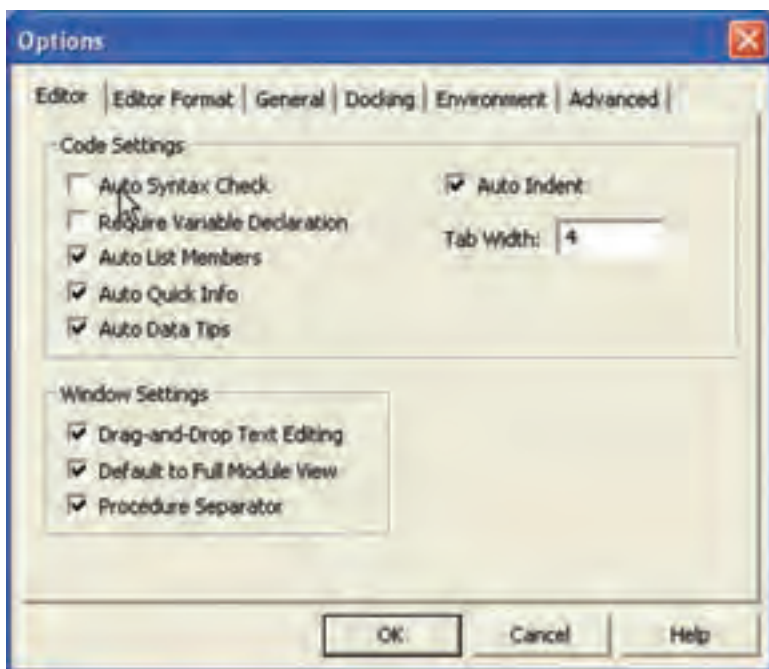 Options
Editor Editor Format General Docking Environment Advanced
Code Settings
Auto Syntax Check
Require Variable Declaration
Auto List Members
Auto Quick Info
Auto Data Tips
Auto Indent
Tab Width: 4
Window Settings
Drag-and-Drop Text Editing
Default to Full Module View
Procedure Separator
OK Cancel Help